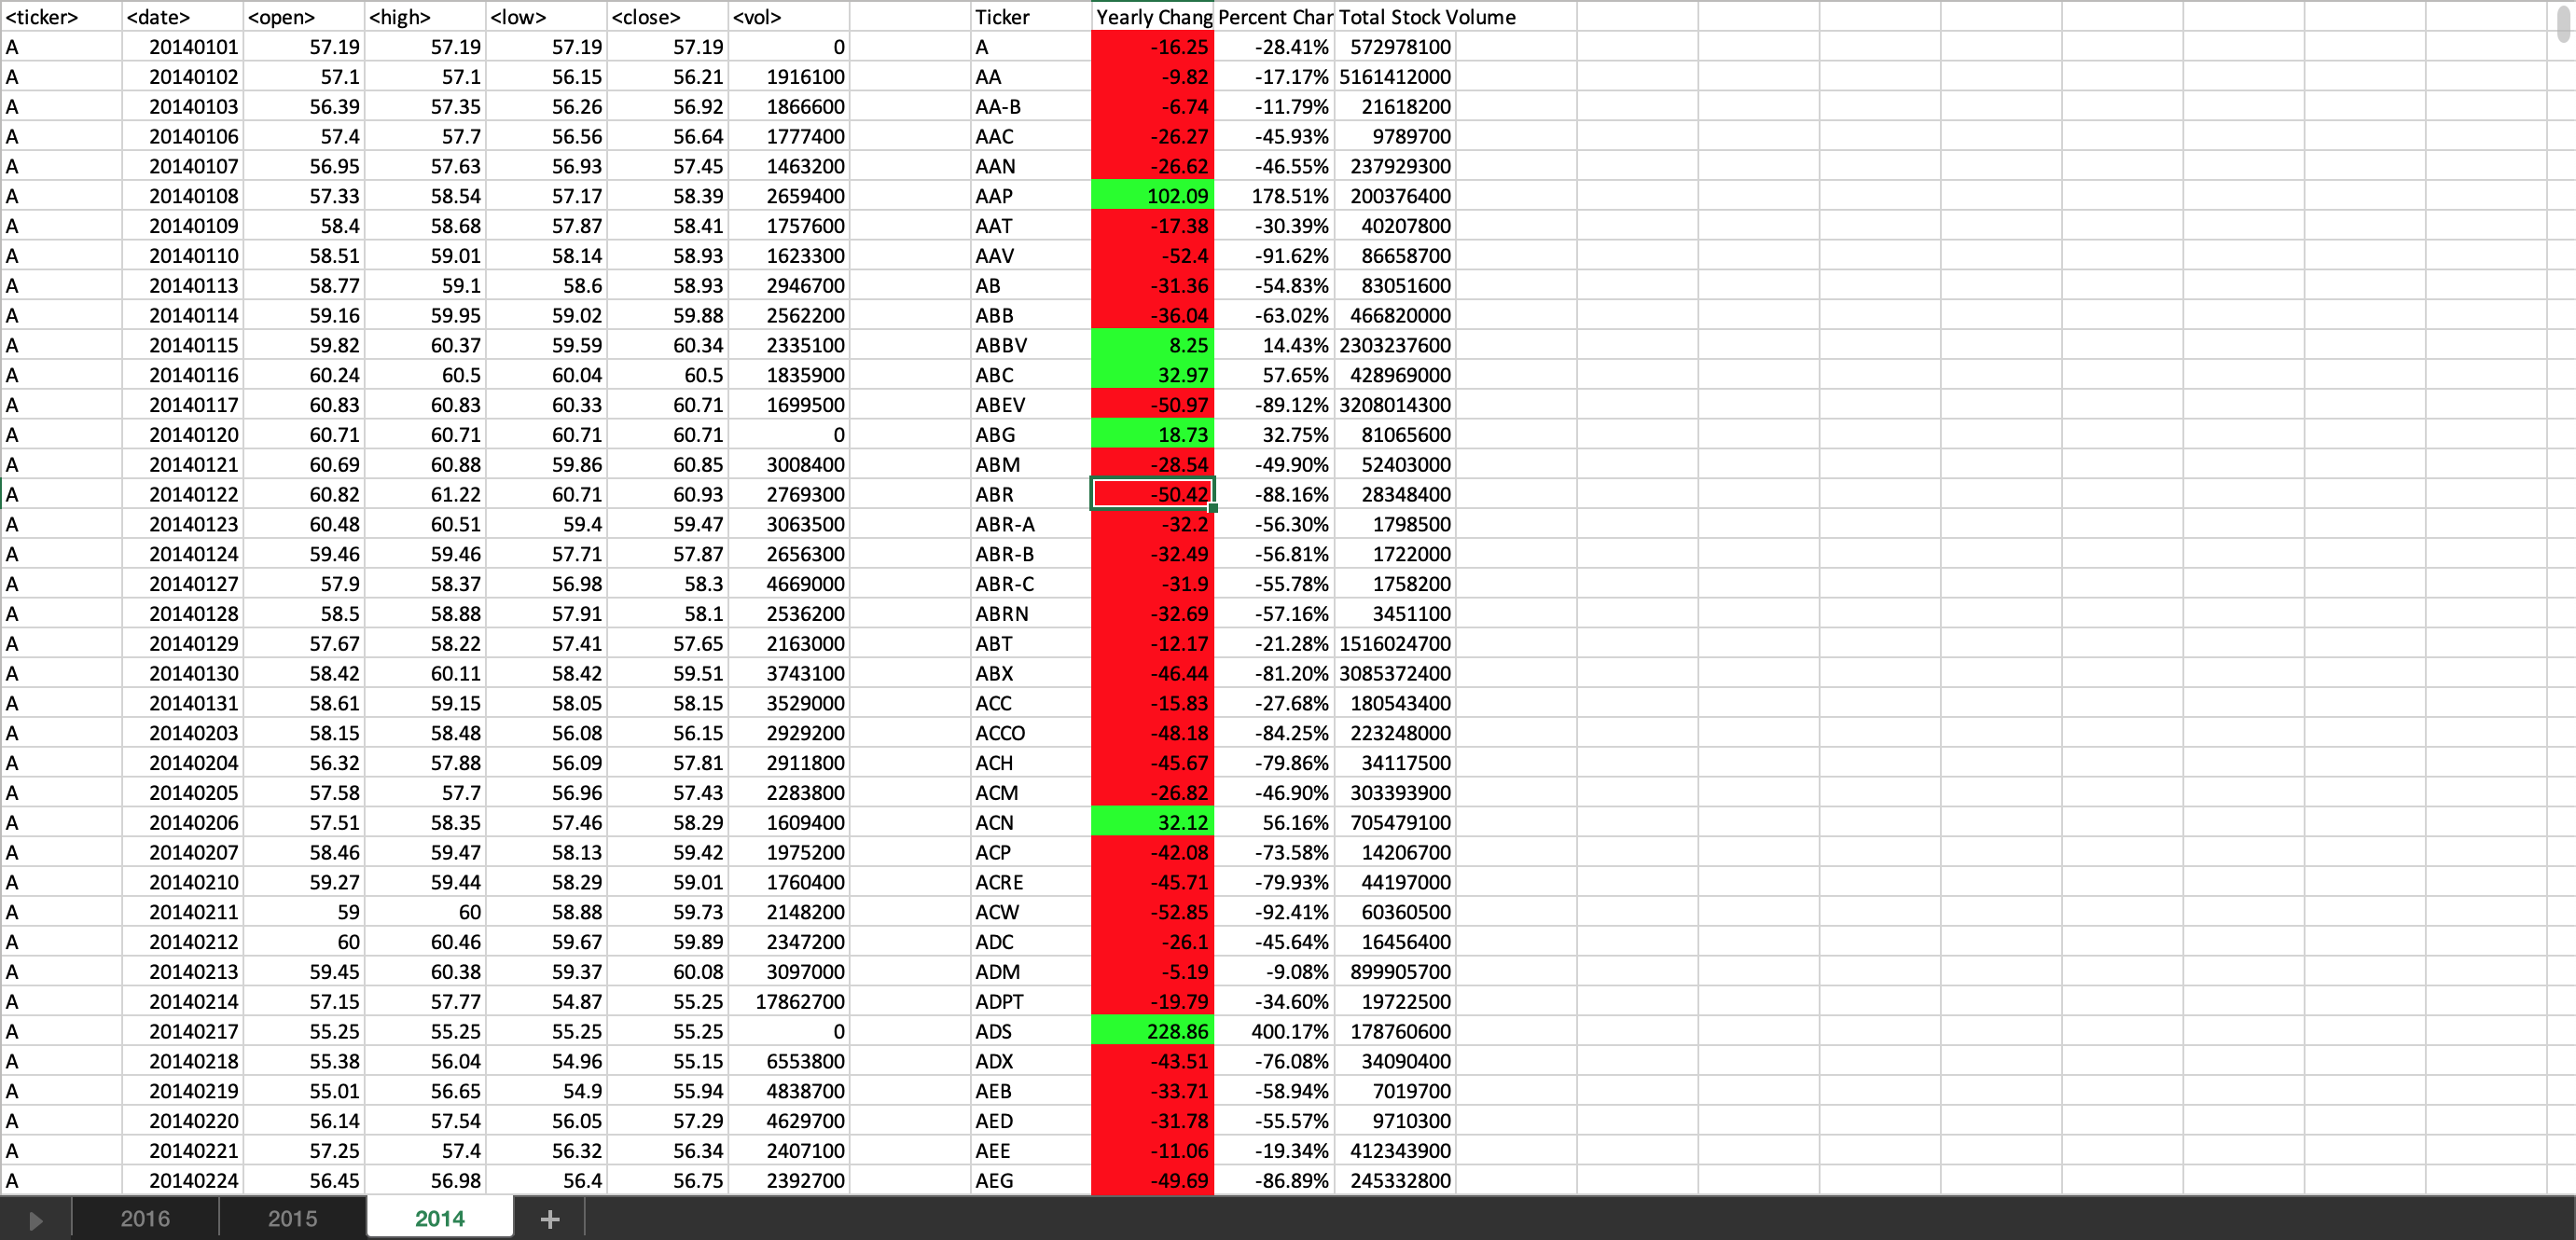 <ticker> <date> <open> <high> <low> <close> <vol> Ticker Yearly Chang Percent Char Total Stock Volume
A 20140101 57.19 57.19 57.19 57.19 0 A -16.25 -28.41% 572978100
A 20140102 57.1 57.1 56.15 56.21 1916100 AA -9.82 -17.17% 5161412000
A 20140103 56.39 57.35 56.26 56.92 1866600 AA-B -6.74 -11.79% 21618200
A 20140106 57.4 57.7 56.56 56.64 1777400 AAC -26.27 -45.93% 9789700
A 20140107 56.95 57.63 56.93 57.45 1463200 AAN -26.62 -46.55% 237929300
A 20140108 57.33 58.54 57.17 58.39 2659400 AAP 102.09 178.51% 200376400
A 20140109 58.4 58.68 57.87 58.41 1757600 AAT -17.38 -30.39% 40207800
A 20140110 58.51 59.01 58.14 58.93 1623300 AAV -52.4 -91.62% 86658700
A 20140113 58.77 59.1 58.6 58.93 2946700 AB -31.36 -54.83% 83051600
A 20140114 59.16 59.95 59.02 59.88 2562200 ABB -36.04 -63.02% 466820000
A 20140115 59.82 60.37 59.59 60.34 2335100 ABBV 8.25 14.43% 2303237600
A 20140116 60.24 60.5 60.04 60.5 1835900 ABC 32.97 57.65% 428969000
A 20140117 60.83 60.83 60.33 60.71 1699500 ABEV -50.97 -89.12% 3208014300
A 20140120 60.71 60.71 60.71 60.71 0 ABG 18.73 32.75% 81065600
A 20140121 60.69 60.88 59.86 60.85 3008400 ABM -28.54 -49.90% 52403000
A 20140122 60.82 61.22 60.71 60.93 2769300 ABR -50.42 -88.16% 28348400
A 20140123 60.48 60.51 59.4 59.47 3063500 ABR-A -32.2 -56.30% 1798500
A 20140124 59.46 59.46 57.71 57.87 2656300 ABR-B -32.49 -56.81% 1722000
A 20140127 57.9 58.37 56.98 58.3 4669000 ABR-C -31.9 -55.78% 1758200
A 20140128 58.5 58.88 57.91 58.1 2536200 ABRN -32.69 -57.16% 3451100
A 20140129 57.67 58.22 57.41 57.65 2163000 ABT -12.17 -21.28% 1516024700
A 20140130 58.42 60.11 58.42 59.51 3743100 ABX -46.44 -81.20% 3085372400
A 20140131 58.61 59.15 58.05 58.15 3529000 ACC -15.83 -27.68% 180543400
A 20140203 58.15 58.48 56.08 56.15 2929200 ACCO -48.18 -84.25% 223248000
A 20140204 56.32 57.88 56.09 57.81 2911800 ACH -45.67 -79.86% 34117500
A 20140205 57.58 57.7 56.96 57.43 2283800 ACM -26.82 -46.90% 303393900
A 20140206 57.51 58.35 57.46 58.29 1609400 ACN 32.12 56.16% 705479100
A 20140207 58.46 59.47 58.13 59.42 1975200 ACP -42.08 -73.58% 14206700
A 20140210 59.27 59.44 58.29 59.01 1760400 ACRE -45.71 -79.93% 44197000
A 20140211 59 60 58.88 59.73 2148200 ACW -52.85 -92.41% 60360500
A 20140212 60 60.46 59.67 59.89 2347200 ADC -26.1 -45.64% 16456400
A 20140213 59.45 60.38 59.37 60.08 3097000 ADM -5.19 -9.08% 899905700
A 20140214 57.15 57.77 54.87 55.25 17862700 ADPT -19.79 -34.60% 19722500
A 20140217 55.25 55.25 55.25 55.25 0 ADS 228.86 400.17% 178760600
A 20140218 55.38 56.04 54.96 55.15 6553800 ADX -43.51 -76.08% 34090400
A 20140219 55.01 56.65 54.9 55.94 4838700 AEB -33.71 -58.94% 7019700
A 20140220 56.14 57.54 56.05 57.29 4629700 AED -31.78 -55.57% 9710300
A 20140221 57.25 57.4 56.32 56.34 2407100 AEE -11.06 -19.34% 412343900
A 20140224 56.45 56.98 56.4 56.75 2392700 AEG -49.69 -86.89% 245332800
2016 2015 2014 +